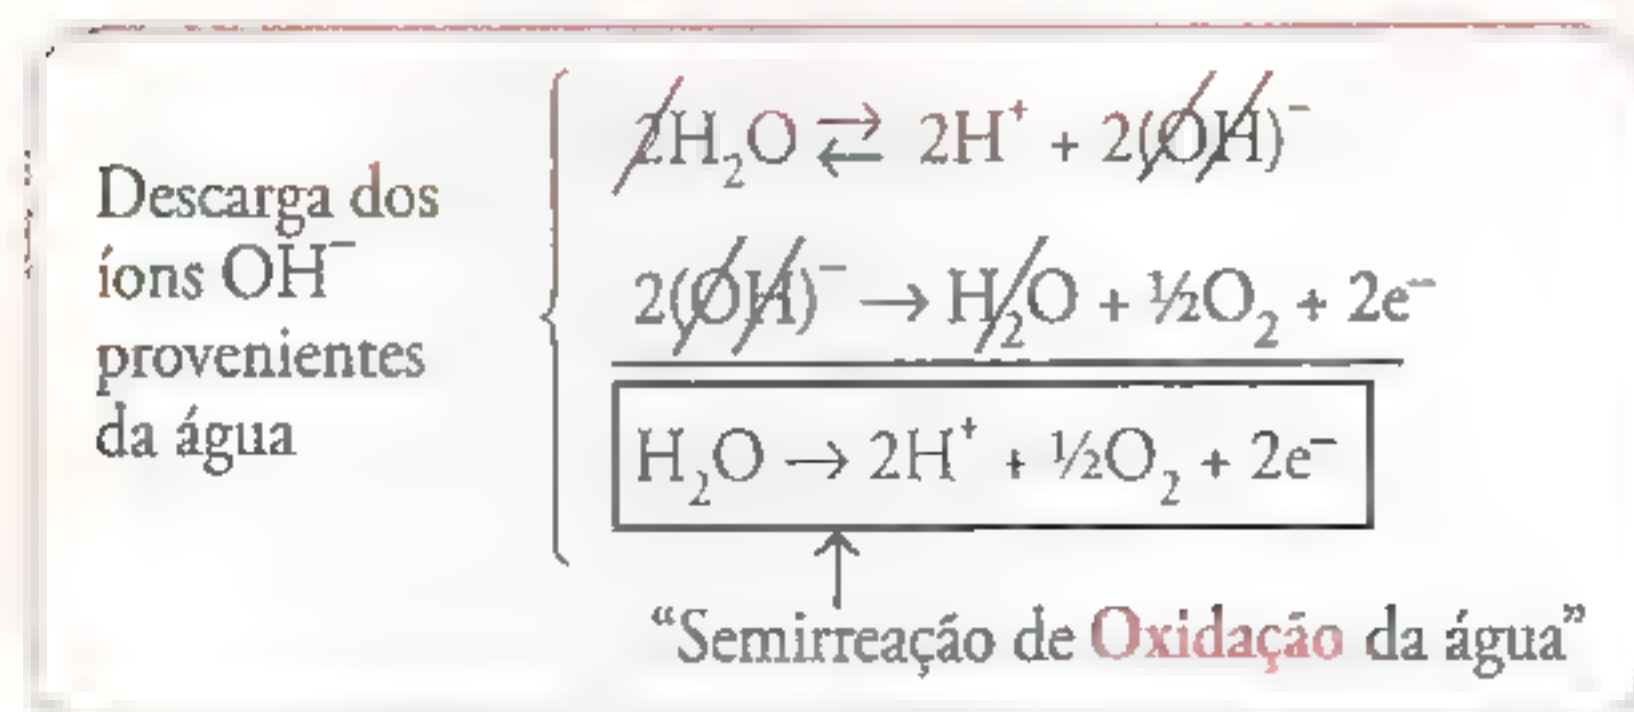 Descarga dos
íons OH⁻
provenientes
da água
2H₂O ⇄ 2H⁺ + 2(OH)⁻
2(OH)⁻ → H₂O + ½O₂ + 2e⁻
H₂O → 2H⁺ + ½O₂ + 2e⁻
“Semirreação de Oxidação da água”